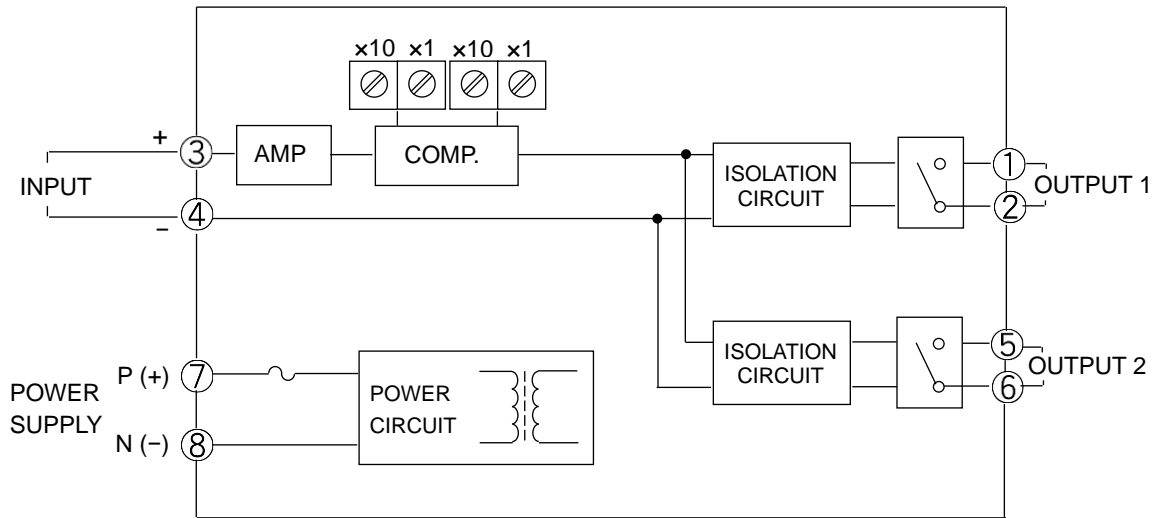 ×10 ×1 ×10 ×1
+
③ AMP COMP.
INPUT
④
−
ISOLATION
CIRCUIT
①
② OUTPUT 1
ISOLATION
CIRCUIT
⑤
⑥ OUTPUT 2
POWER
SUPPLY
P (+) ⑦
N (−) ⑧
POWER
CIRCUIT